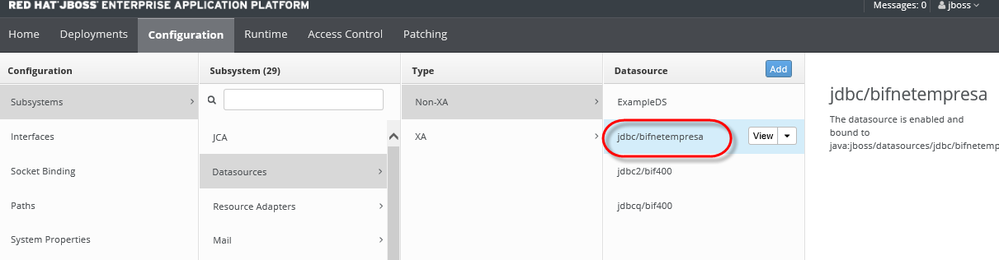 RED HAT JBOSS ENTERPRISE APPLICATION PLATFORM
Messages: 0
jboss
Home
Deployments
Configuration
Runtime
Access Control
Patching
Configuration
Subsystems
Interfaces
Socket Binding
Paths
System Properties
Subsystem (29)
JCA
Datasources
Resource Adapters
Mail
Type
Non-XA
XA
Datasource
Add
ExampleDS
jdbc/bifnetempresa
View
jdbc2/bif400
jdbcq/bif400
jdbc/bifnetempresa
The datasource is enabled and
bound to
java:jboss/datasources/jdbc/bifnetemp